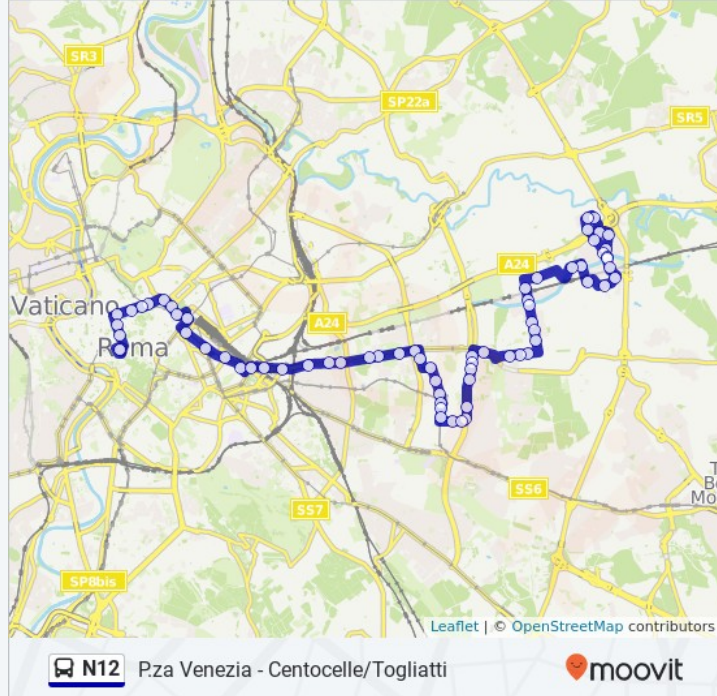 SR3
SP22a
SR5
A24
Vaticano
A24
Roma
SS6
SS7
SP8bis
Leaflet | © OpenStreetMap contributors
N12 P.za Venezia - Centocelle/Togliatti
moovit